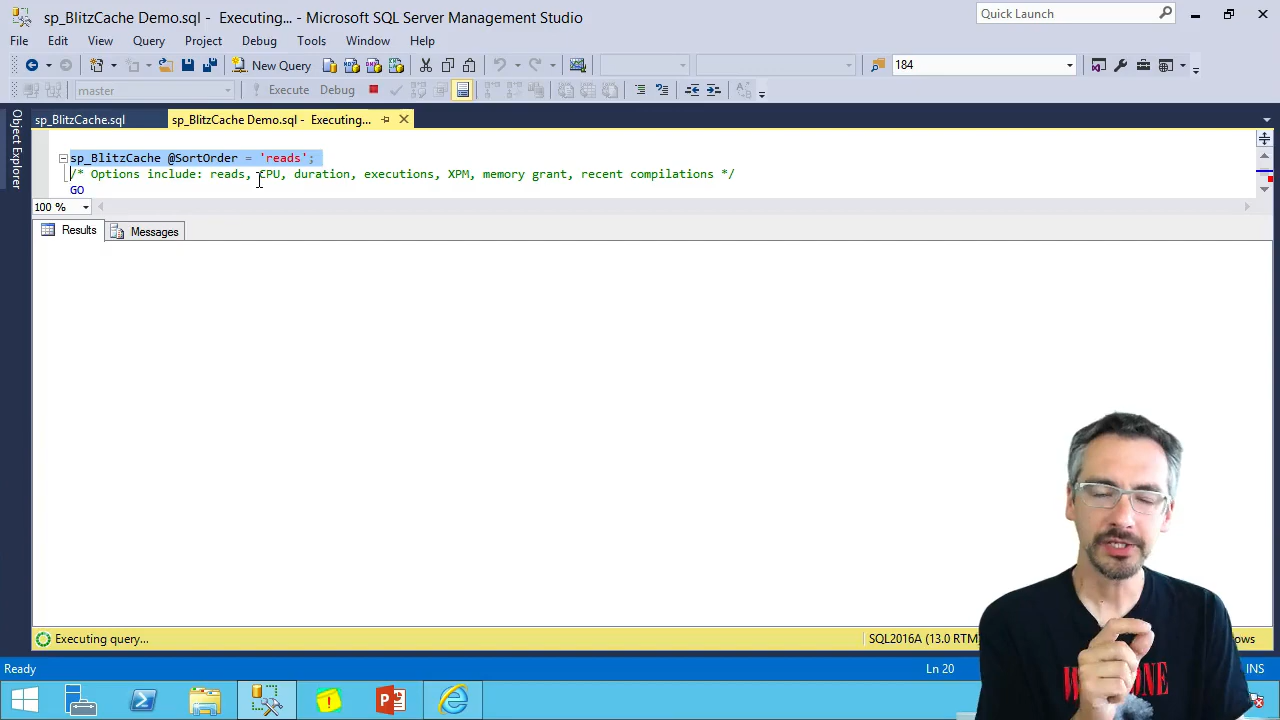 sp_BlitzCache Demo.sql - Executing... - Microsoft SQL Server Management Studio
Quick Launch
File Edit View Query Project Debug Tools Window Help
New Query
184
master
Execute
Debug
Object Explorer
sp_BlitzCache.sql
sp_BlitzCache Demo.sql - Executing...
sp_BlitzCache @SortOrder = 'reads';
/* Options include: reads, CPU, duration, executions, XPM, memory grant, recent compilations */
GO
100 %
Results
Messages
Executing query...
SQL2016A (13.0 RTM)
Ready
Ln 20
INS